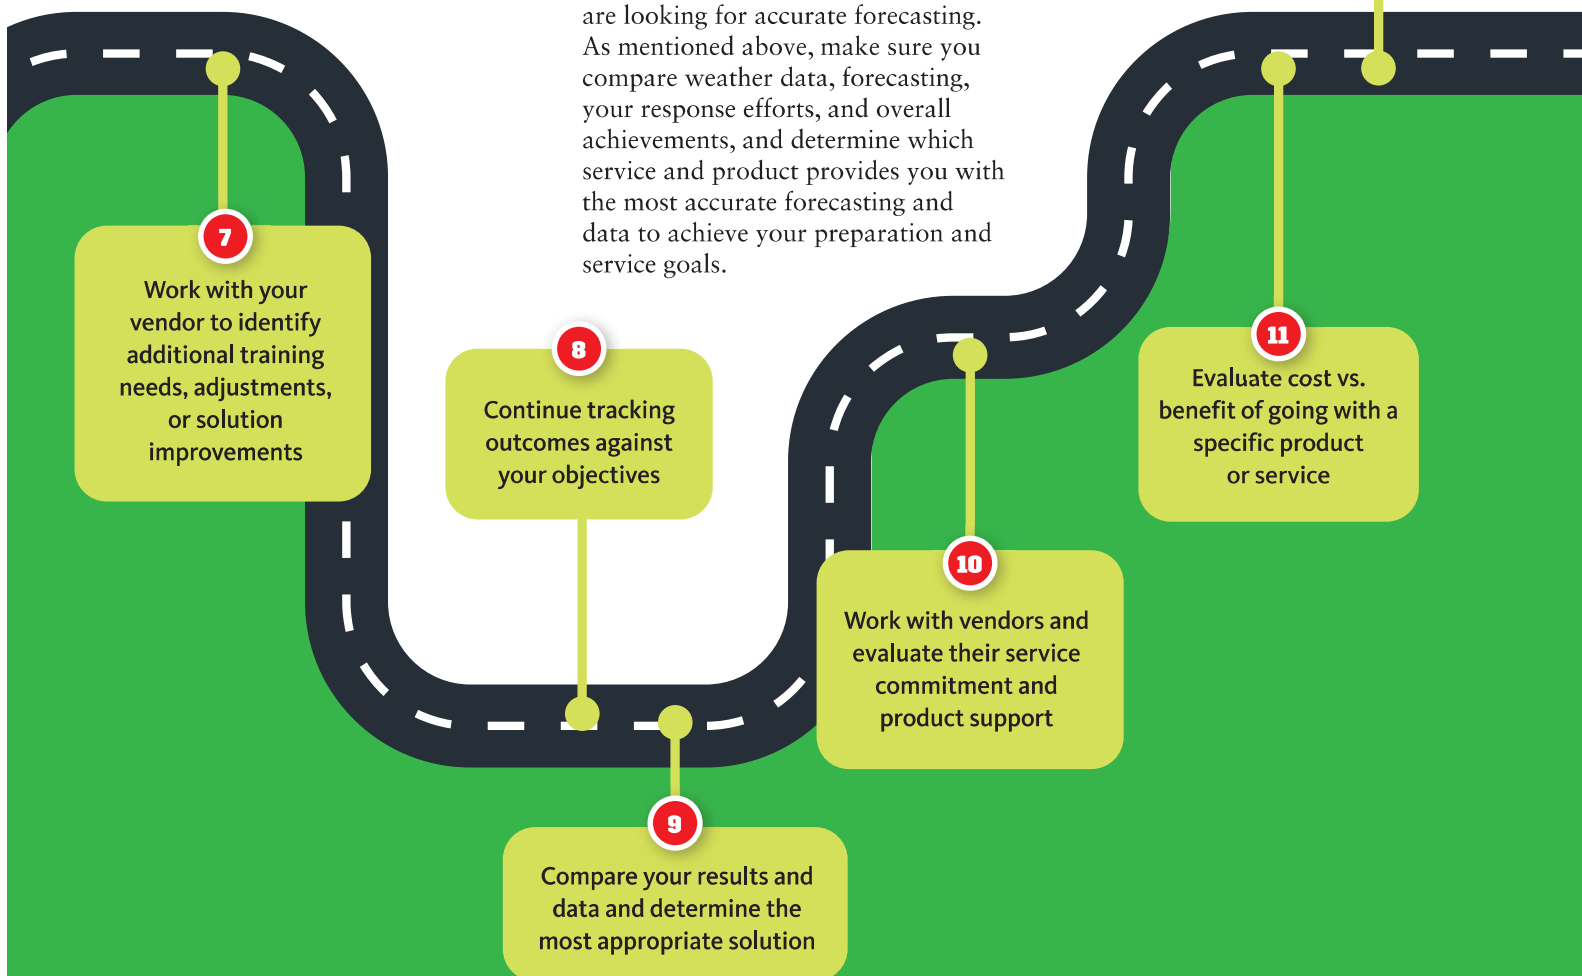 are looking for accurate forecasting.
As mentioned above, make sure you
compare weather data, forecasting,
your response efforts, and overall
achievements, and determine which
service and product provides you with
the most accurate forecasting and
data to achieve your preparation and
service goals.
7
Work with your
vendor to identify
additional training
needs, adjustments,
or solution
improvements
8
Continue tracking
outcomes against
your objectives
9
Compare your results and
data and determine the
most appropriate solution
10
Work with vendors and
evaluate their service
commitment and
product support
11
Evaluate cost vs.
benefit of going with a
specific product
or service